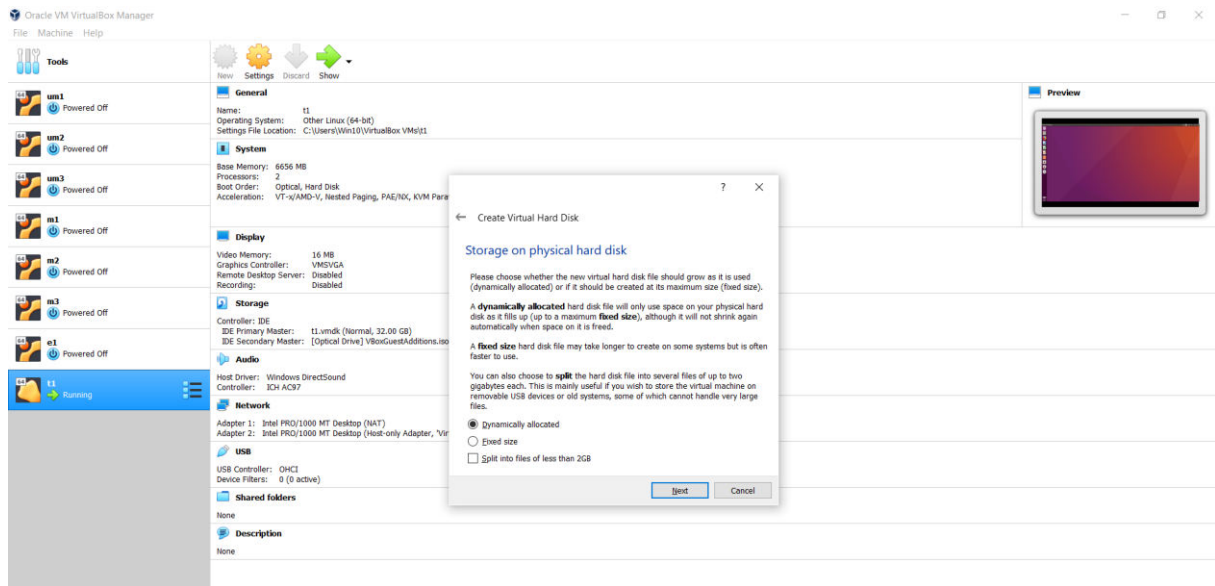 Oracle VM VirtualBox Manager
File Machine Help
Tools
New Settings Discard Show
64 um1
Powered Off
64 um2
Powered Off
64 um3
Powered Off
64 m1
Powered Off
64 m2
Powered Off
64 m3
Powered Off
64 e1
Powered Off
64 t1
Running
General
Name: t1
Operating System: Other Linux (64-bit)
Settings File Location: C:\Users\Win10\VirtualBox VMs\t1
System
Base Memory: 6656 MB
Processors: 2
Boot Order: Optical, Hard Disk
Acceleration: VT-x/AMD-V, Nested Paging, PAE/NX, KVM Para
Display
Video Memory: 16 MB
Graphics Controller: VMSVGA
Remote Desktop Server: Disabled
Recording: Disabled
Storage
Controller: IDE
IDE Primary Master: t1.vmdk (Normal, 32.00 GB)
IDE Secondary Master: [Optical Drive] VBoxGuestAdditions.iso
Audio
Host Driver: Windows DirectSound
Controller: ICH AC97
Network
Adapter 1: Intel PRO/1000 MT Desktop (NAT)
Adapter 2: Intel PRO/1000 MT Desktop (Host-only Adapter, 'Vir
USB
USB Controller: OHCI
Device Filters: 0 (0 active)
Shared folders
None
Description
None
Preview
? ×
← Create Virtual Hard Disk
Storage on physical hard disk
Please choose whether the new virtual hard disk file should grow as it is used
(dynamically allocated) or if it should be created at its maximum size (fixed size).
A dynamically allocated hard disk file will only use space on your physical hard
disk as it fills up (up to a maximum fixed size), although it will not shrink again
automatically when space on it is freed.
A fixed size hard disk file may take longer to create on some systems but is often
faster to use.
You can also choose to split the hard disk file into several files of up to two
gigabytes each. This is mainly useful if you wish to store the virtual machine on
removable USB devices or old systems, some of which cannot handle very large
files.
Dynamically allocated
Fixed size
Split into files of less than 2GB
Next Cancel